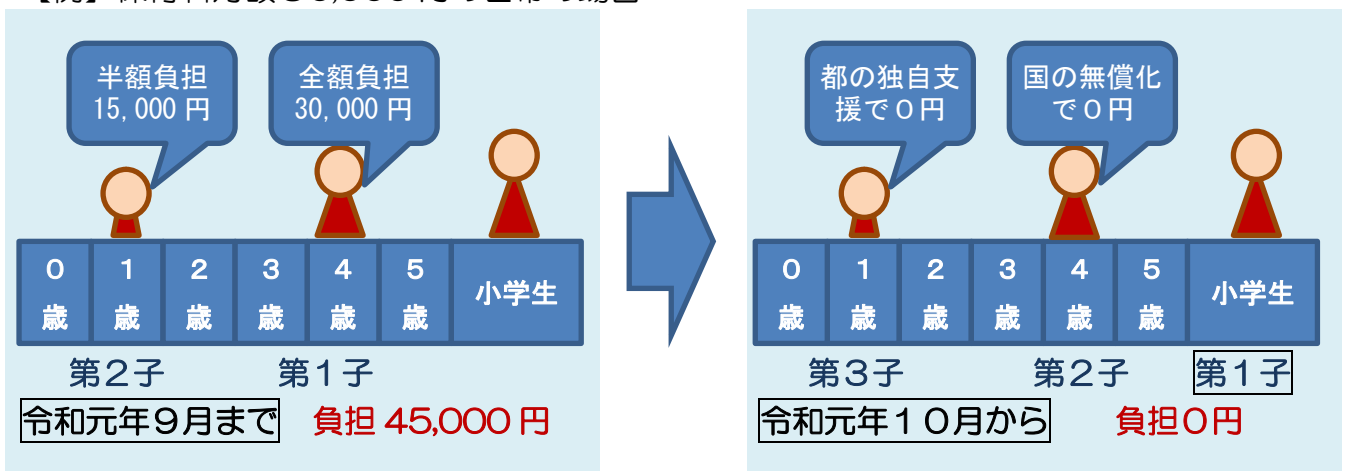 半額負担
15,000 円
全額負担
30,000 円
0
歳
1
歳
2
歳
3
歳
4
歳
5
歳
小学生
第2子
第1子
令和元年9月まで
負担 45,000 円
都の独自支
援で0円
国の無償化
で0円
0
歳
1
歳
2
歳
3
歳
4
歳
5
歳
小学生
第3子
第2子
第1子
令和元年10月から
負担0円